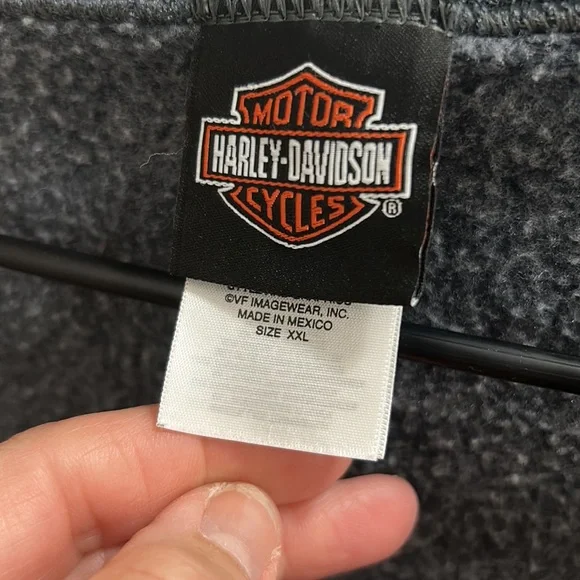 MOTOR
HARLEY-DAVIDSON
CYCLES
®
©VF IMAGEWEAR, INC.
MADE IN MEXICO
SIZE XXL